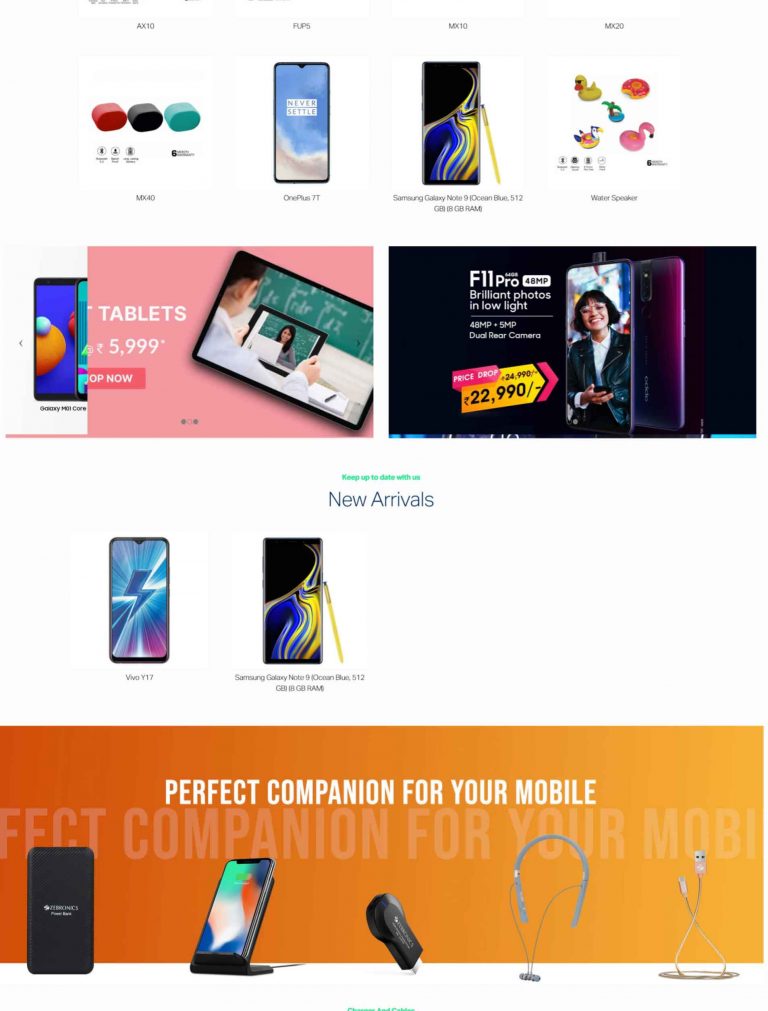 AX10
FUP5
MX10
MX20
6 MONTH WARRANTY
NEVER
SETTLE
6 MONTH WARRANTY
MX40
OnePlus 7T
Samsung Galaxy Note 9 (Ocean Blue, 512
GB) (8 GB RAM)
Water Speaker
T TABLETS
@ ₹ 5,999*
OP NOW
Galaxy M01 Core
F11 Pro 64GB 48MP
Brilliant photos
in low light
48MP + 5MP
Dual Rear Camera
PRICE DROP ₹24,990/-
₹22,990/-
oppo
Keep up to date with us
New Arrivals
Vivo Y17
Samsung Galaxy Note 9 (Ocean Blue, 512
GB) (8 GB RAM)
PERFECT COMPANION FOR YOUR MOBILE
FECT COMPANION FOR YOUR MOBI
ZEBRONICS
Power Bank
ZEBRONICS